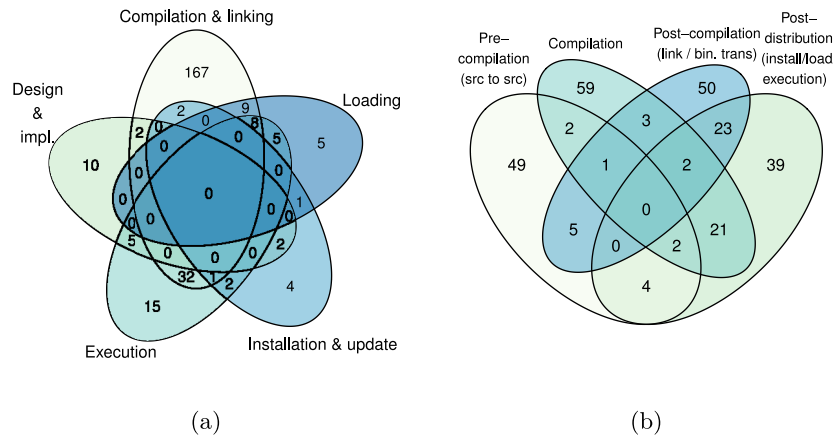 Compilation & linking
167
Loading
Design
&
impl.
2
9
2
0
0
0
8
0
5
5
10
0
0
0
0
0
0
0
1
0
0
0
0
5
0
0
0
2
32
1
2
4
15
Execution
Installation & update
(a)
Pre–
compilation
(src to src)
Compilation
Post–compilation
(link / bin. trans)
Post–
distribution
(install/load
execution)
59
50
2
3
23
49
1
2
39
0
5
0
2
21
4
(b)